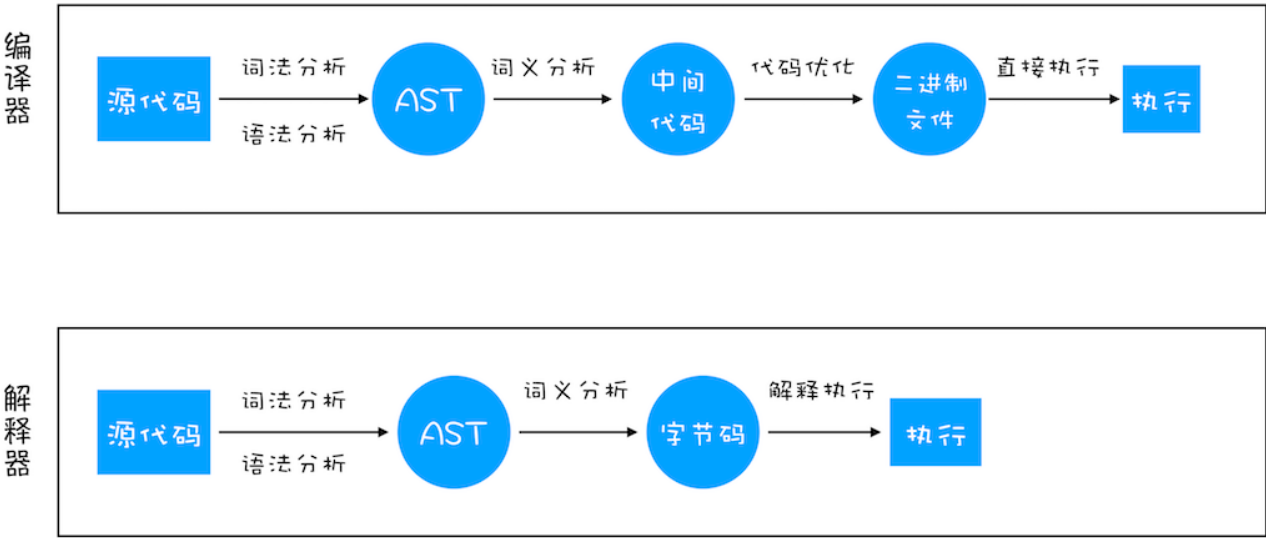 编译器
源代码
词法分析
语法分析
AST
词义分析
中间
代码
代码优化
二进制
文件
直接执行
执行
解释器
源代码
词法分析
语法分析
AST
词义分析
字节码
解释执行
执行